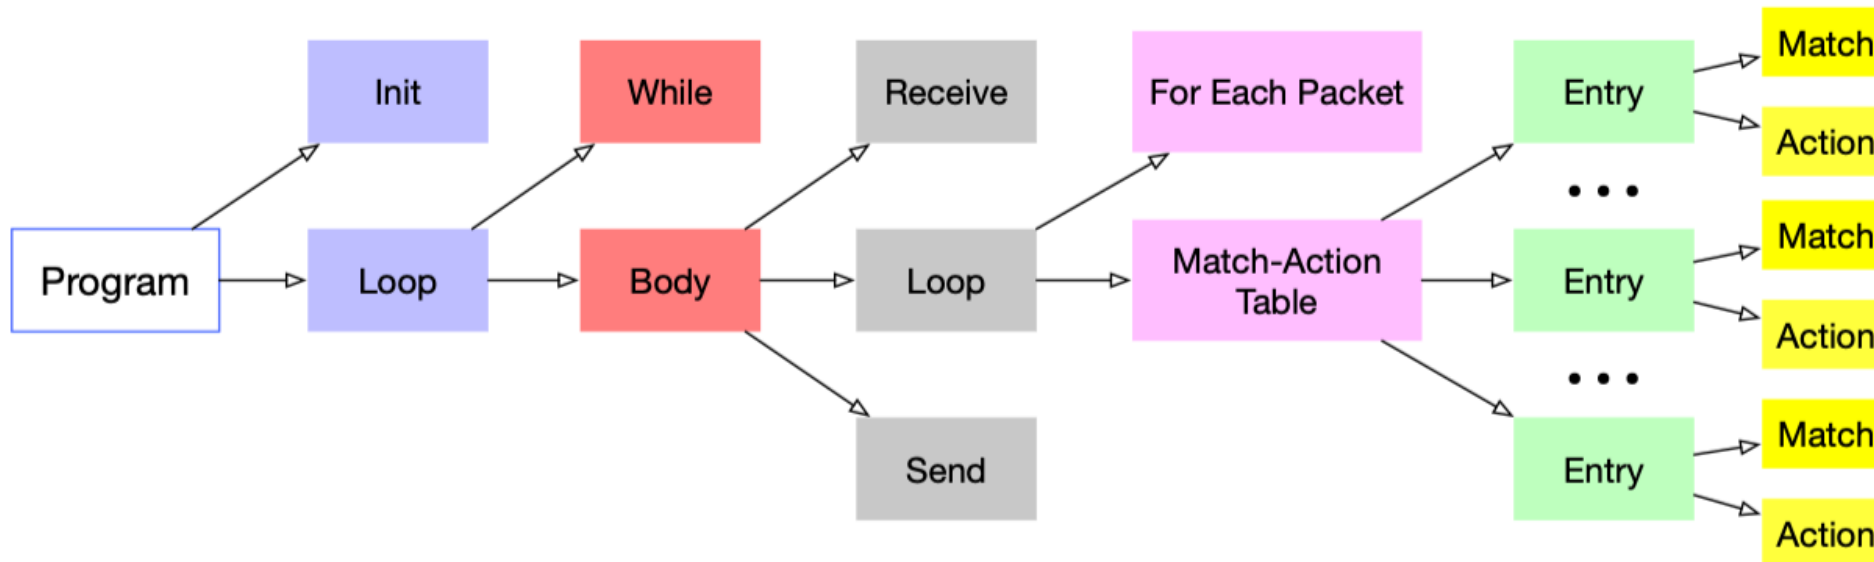 Init
While
Receive
For Each Packet
Entry
Match
Action
• • •
Program
Loop
Body
Loop
Match-Action
Table
Entry
Match
Action
• • •
Send
Entry
Match
Action